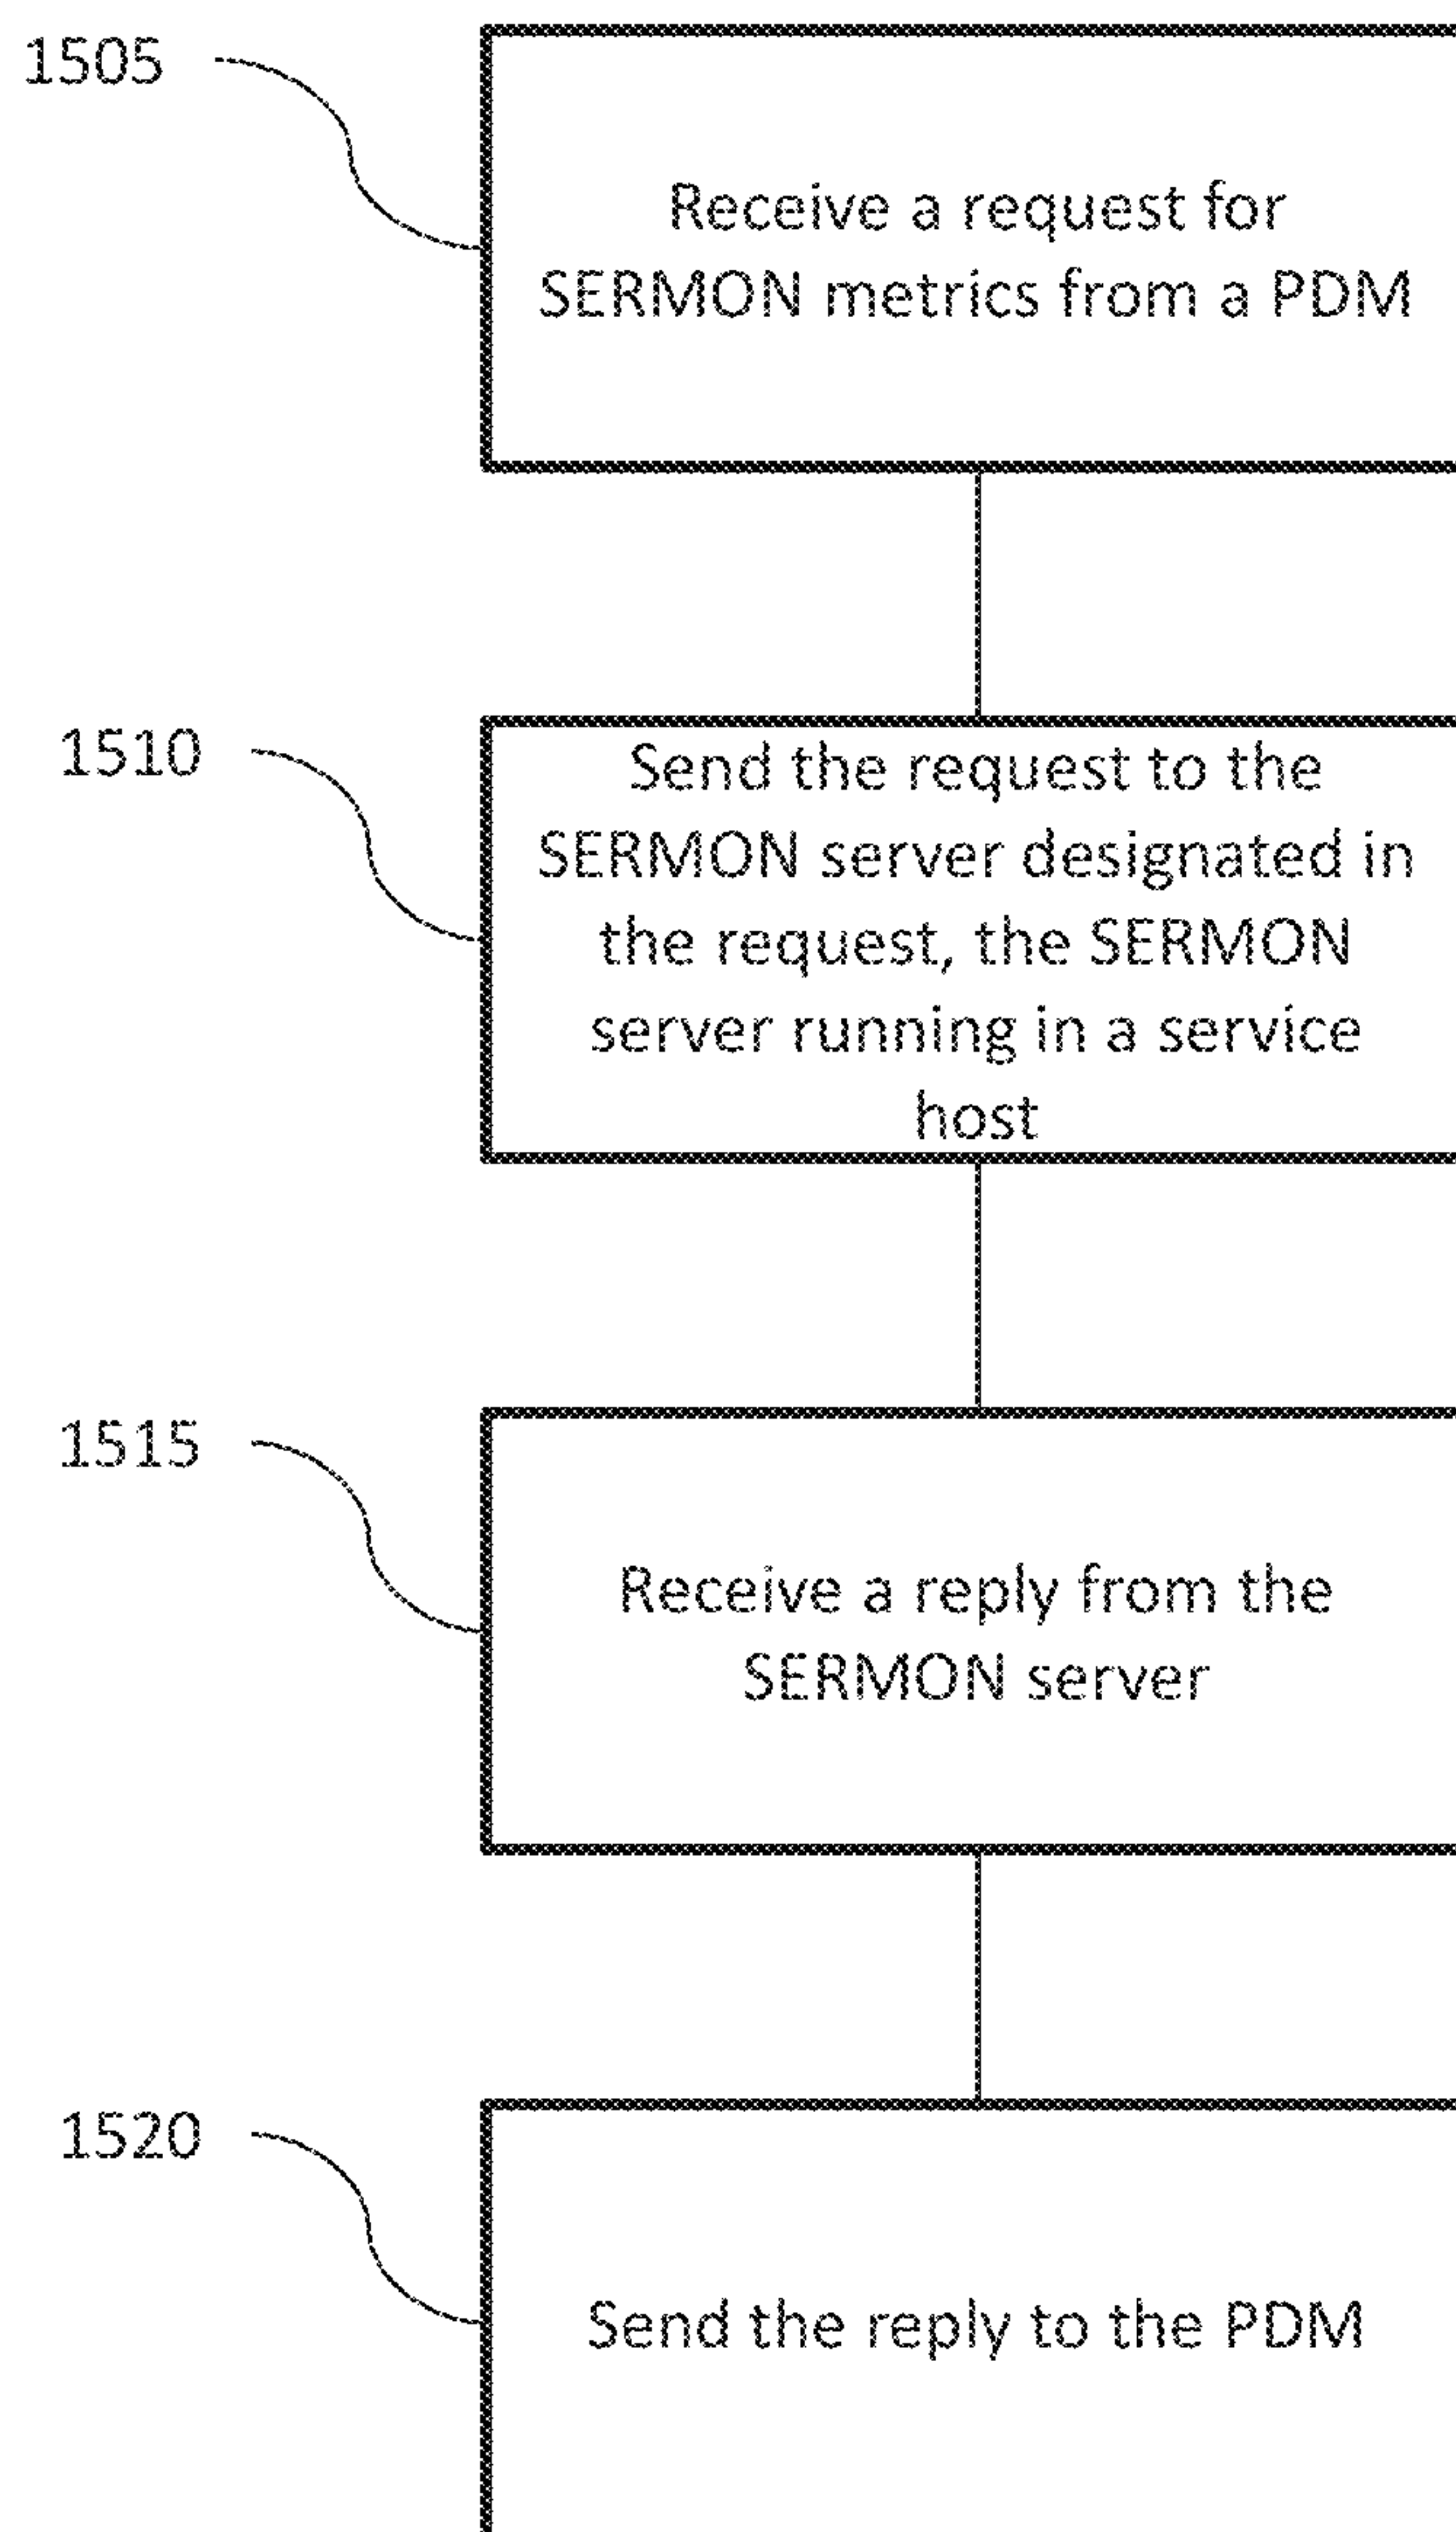 1505
Receive a request for
SERMON metrics from a PDM
1510
Send the request to the
SERMON server designated in
the request, the SERMON
server running in a service
host
1515
Receive a reply from the
SERMON server
1520
Send the reply to the PDM